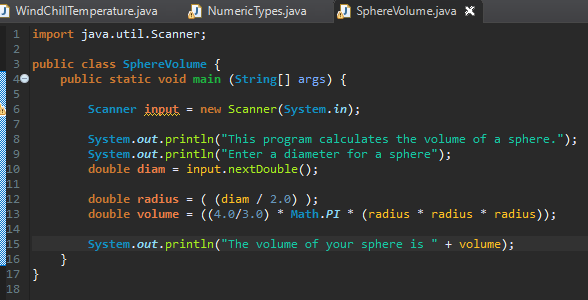 WindChillTemperature.java NumericTypes.java SphereVolume.java
1 import java.util.Scanner;
2
3 public class SphereVolume {
4 public static void main (String[] args) {
5
6 Scanner input = new Scanner(System.in);
7
8 System.out.println("This program calculates the volume of a sphere.");
9 System.out.println("Enter a diameter for a sphere");
10 double diam = input.nextDouble();
11
12 double radius = ( (diam / 2.0) );
13 double volume = ((4.0/3.0) * Math.PI * (radius * radius * radius));
14
15 System.out.println("The volume of your sphere is " + volume);
16 }
17 }
18